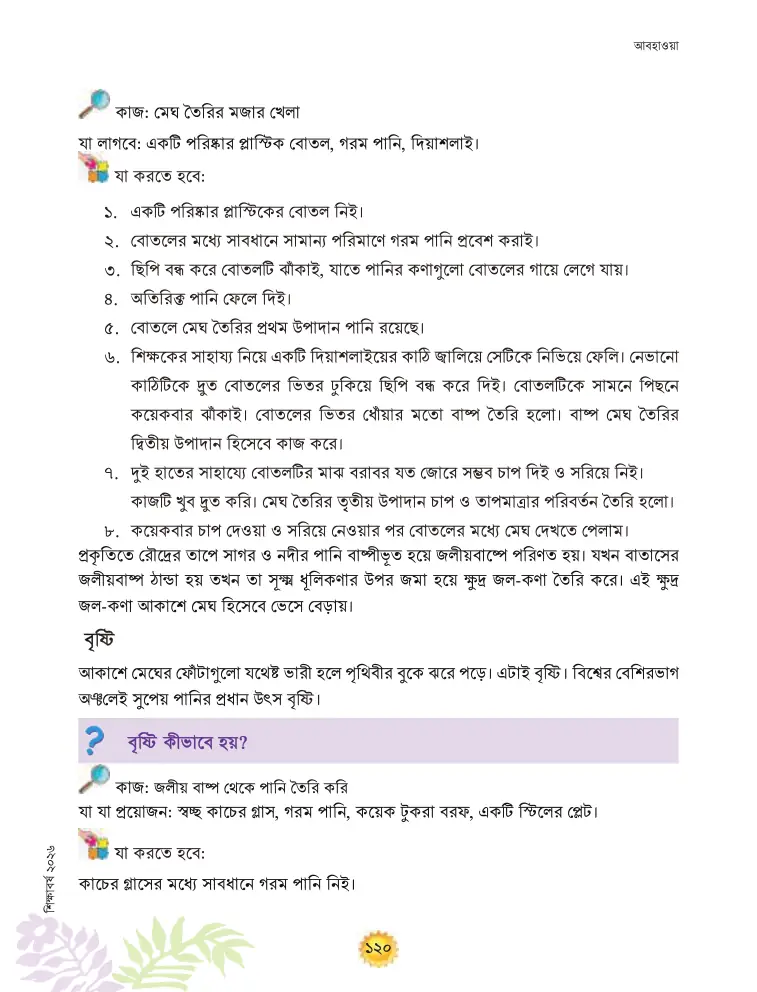 আবহাওয়া
কাজ: মেঘ তৈরির মজার খেলা
যা লাগবে: একটি পরিষ্কার প্লাস্টিক বোতল, গরম পানি, দিয়াশলাই।
যা করতে হবে:
১. একটি পরিষ্কার প্লাস্টিকের বোতল নিই।
২. বোতলের মধ্যে সাবধানে সামান্য পরিমাণে গরম পানি প্রবেশ করাই।
৩. ছিপি বন্ধ করে বোতলটি ঝাঁকাই, যাতে পানির কণাগুলো বোতলের গায়ে লেগে যায়।
৪. অতিরিক্ত পানি ফেলে দিই।
৫. বোতলে মেঘ তৈরির প্রথম উপাদান পানি রয়েছে।
৬. শিক্ষকের সাহায্য নিয়ে একটি দিয়াশলাইয়ের কাঠি জ্বালিয়ে সেটিকে নিভিয়ে ফেলি। নেভানো
কাঠিটিকে দ্রুত বোতলের ভিতর ঢুকিয়ে ছিপি বন্ধ করে দিই। বোতলটিকে সামনে পিছনে
কয়েকবার ঝাঁকাই। বোতলের ভিতর ধোঁয়ার মতো বাষ্প তৈরি হলো। বাষ্প মেঘ তৈরির
দ্বিতীয় উপাদান হিসেবে কাজ করে।
৭. দুই হাতের সাহায্যে বোতলটির মাঝ বরাবর যত জোরে সম্ভব চাপ দিই ও সরিয়ে নিই।
কাজটি খুব দ্রুত করি। মেঘ তৈরির তৃতীয় উপাদান চাপ ও তাপমাত্রার পরিবর্তন তৈরি হলো।
৮. কয়েকবার চাপ দেওয়া ও সরিয়ে নেওয়ার পর বোতলের মধ্যে মেঘ দেখতে পেলাম।
প্রকৃতিতে রৌদ্রের তাপে সাগর ও নদীর পানি বাষ্পীভূত হয়ে জলীয়বাষ্পে পরিণত হয়। যখন বাতাসের
জলীয়বাষ্প ঠান্ডা হয় তখন তা সূক্ষ্ম ধূলিকণার উপর জমা হয়ে ক্ষুদ্র জল-কণা তৈরি করে। এই ক্ষুদ্র
জল-কণা আকাশে মেঘ হিসেবে ভেসে বেড়ায়।
বৃষ্টি
আকাশে মেঘের ফোঁটাগুলো যথেষ্ট ভারী হলে পৃথিবীর বুকে ঝরে পড়ে। এটাই বৃষ্টি। বিশ্বের বেশিরভাগ
অঞ্চলেই সুপেয় পানির প্রধান উৎস বৃষ্টি।
? বৃষ্টি কীভাবে হয়?
কাজ: জলীয় বাষ্প থেকে পানি তৈরি করি
যা যা প্রয়োজন: স্বচ্ছ কাচের গ্লাস, গরম পানি, কয়েক টুকরা বরফ, একটি স্টিলের প্লেট।
যা করতে হবে:
কাচের গ্লাসের মধ্যে সাবধানে গরম পানি নিই।
শিক্ষাবর্ষ ২০২৬
১২০